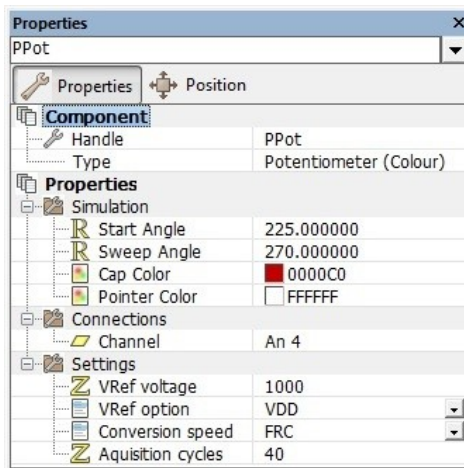 Properties
PPot
Properties Position
Component
Handle PPot
Type Potentiometer (Colour)
Properties
Simulation
Start Angle 225.000000
Sweep Angle 270.000000
Cap Color 0000C0
Pointer Color FFFFFF
Connections
Channel An 4
Settings
VRef voltage 1000
VRef option VDD
Conversion speed FRC
Aquisition cycles 40